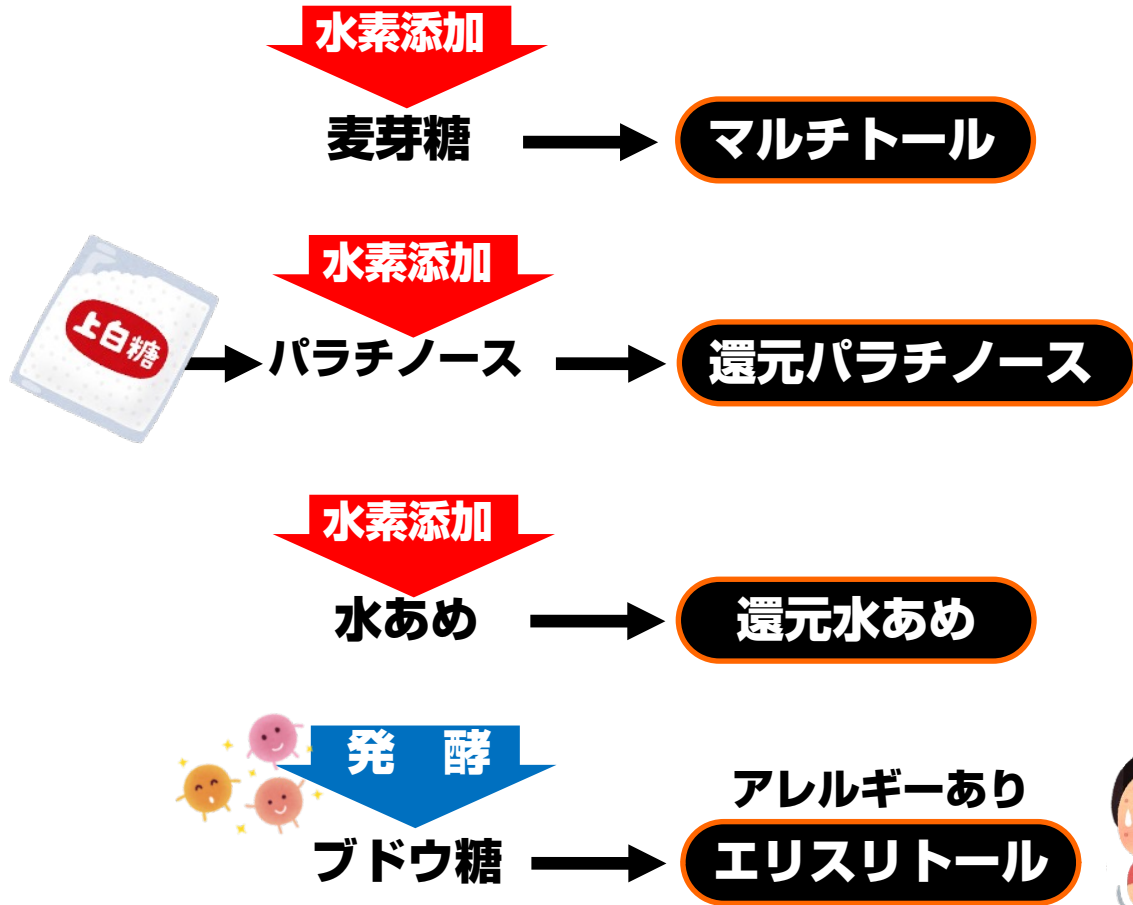 水素添加
麦芽糖
マルチトール
水素添加
上白糖
パラチノース
還元パラチノース
水素添加
水あめ
還元水あめ
発　酵
ブドウ糖
アレルギーあり
エリスリトール